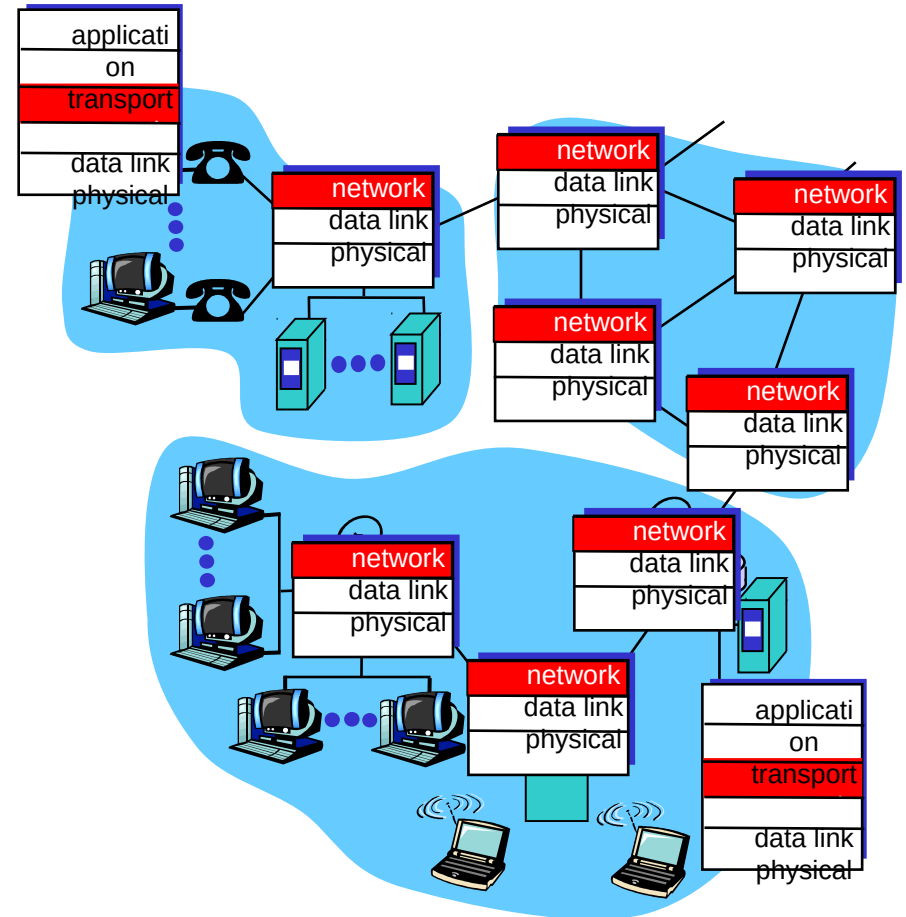 applicati
on
transport
data link
physical
network
data link
physical
network
data link
physical
network
data link
physical
network
data link
physical
network
data link
physical
network
data link
physical
network
data link
physical
network
data link
physical
applicati
on
transport
data link
physical